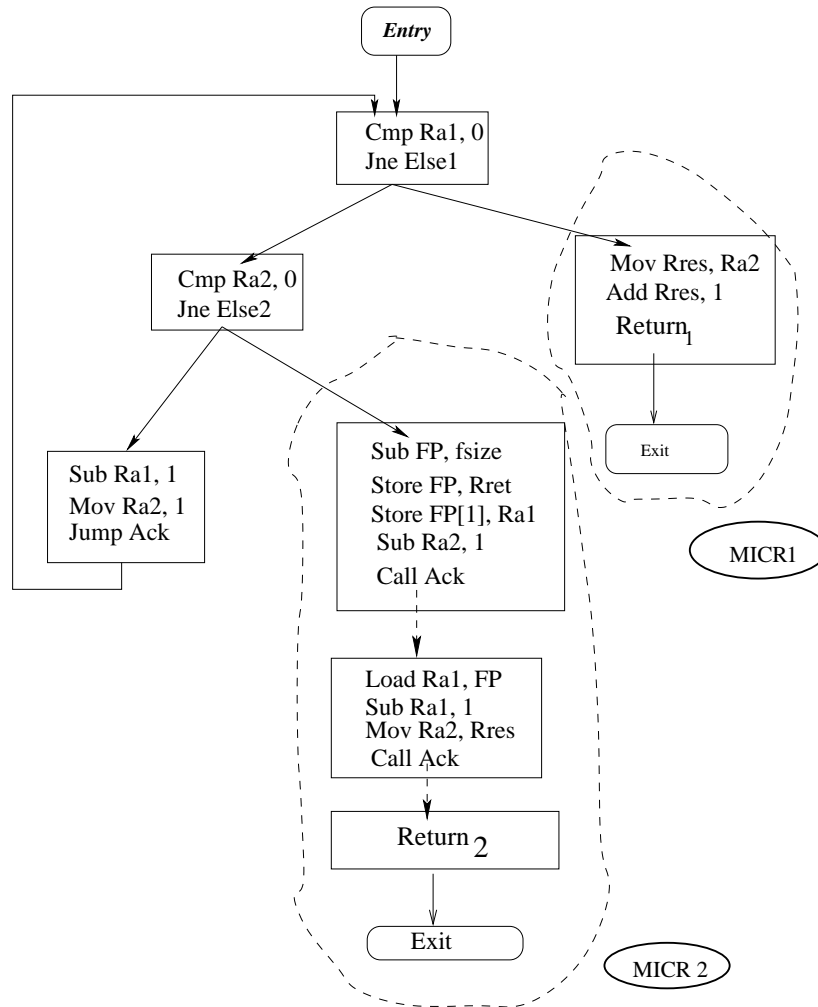 Entry
Cmp Ra1, 0
Jne Else1
Cmp Ra2, 0
Jne Else2
Mov Rres, Ra2
Add Rres, 1
Return1
Exit
Sub Ra1, 1
Mov Ra2, 1
Jump Ack
Sub FP, fsize
Store FP, Rret
Store FP[1], Ra1
Sub Ra2, 1
Call Ack
MICR1
Load Ra1, FP
Sub Ra1, 1
Mov Ra2, Rres
Call Ack
Return 2
Exit
MICR 2